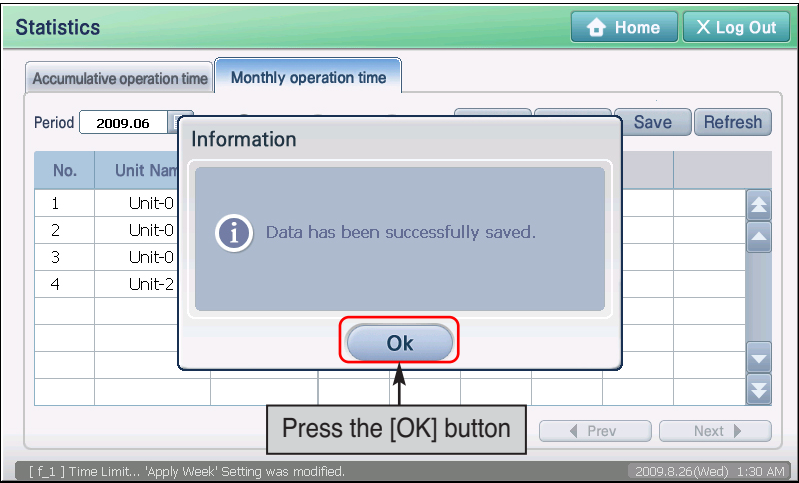 Statistics
Home
X Log Out
Accumulative operation time
Monthly operation time
Period 2009.06
Save
Refresh
Information
No.
Unit Nam
1 Unit-0
2 Unit-0
3 Unit-0
4 Unit-2
Data has been successfully saved.
Ok
Press the [OK] button
Prev
Next
[ f_1 ] Time Limit... 'Apply Week' Setting was modified.
2009.8.26(Wed) 1:30 AM